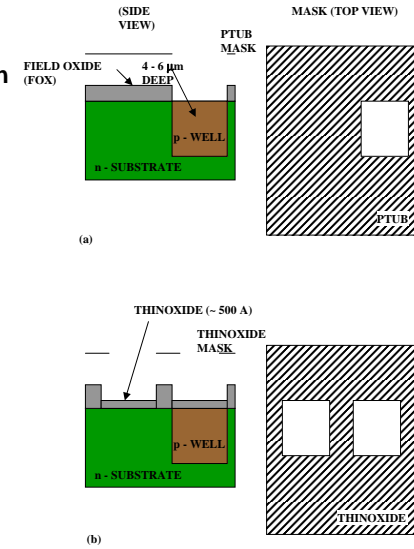 (SIDE
VIEW)
MASK (TOP VIEW)
PTUB
MASK
n
FIELD OXIDE
(FOX)
4 - 6 μm
DEEP
p - WELL
n - SUBSTRATE
PTUB
(a)
THINOXIDE (~ 500 A)
THINOXIDE
MASK
p - WELL
n - SUBSTRATE
THINOXIDE
(b)